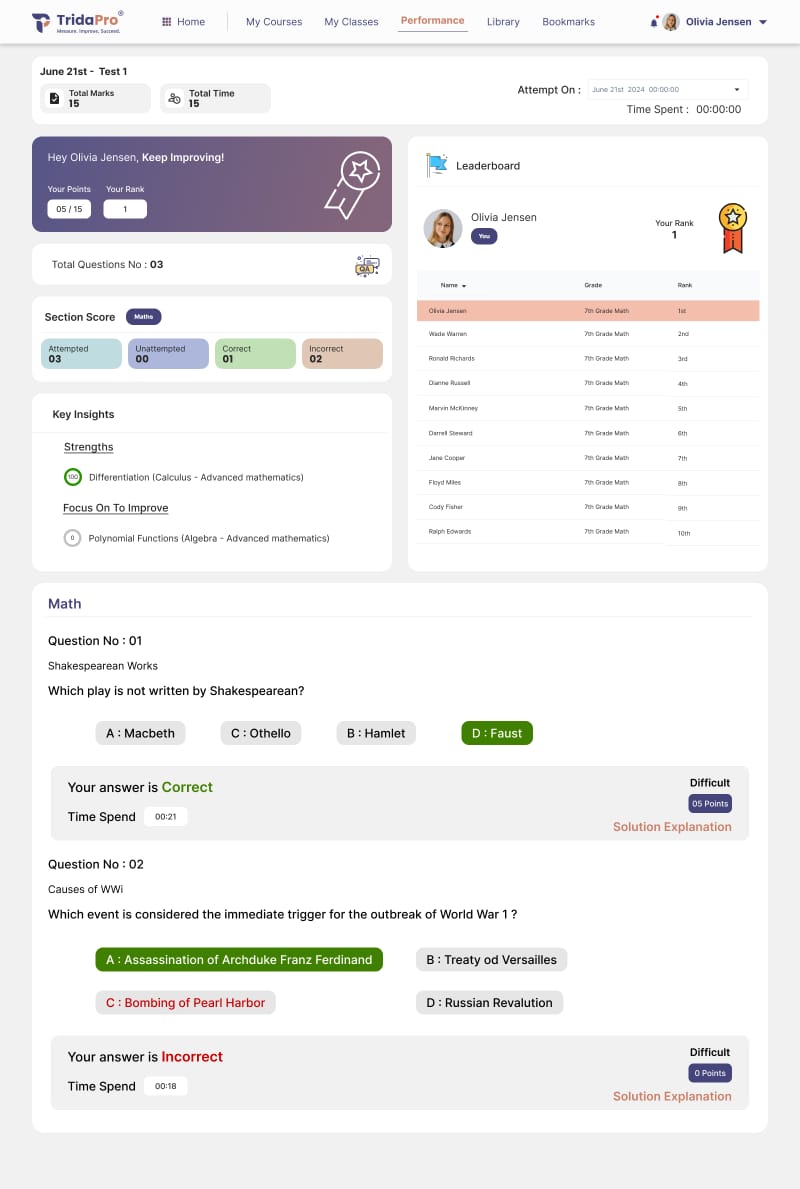 TridaPro®
Measure. Improve. Succeed.
Home
My Courses
My Classes
Performance
Library
Bookmarks
Olivia Jensen
June 21st - Test 1
Total Marks
15
Total Time
15
Attempt On :
June 21st 2024 00:00:00
Time Spent : 00:00:00
Hey Olivia Jensen, Keep Improving!
Your Points
Your Rank
05 / 15
1
Total Questions No : 03
QA
Section Score
Maths
Attempted
03
Unattempted
00
Correct
01
Incorrect
02
Key Insights
Strengths
100
Differentiation (Calculus - Advanced mathematics)
Focus On To Improve
0
Polynomial Functions (Algebra - Advanced mathematics)
Leaderboard
Olivia Jensen
You
Your Rank
1
Name Grade Rank
Olivia Jensen 7th Grade Math 1st
Wade Warren 7th Grade Math 2nd
Ronald Richards 7th Grade Math 3rd
Dianne Russell 7th Grade Math 4th
Marvin McKinney 7th Grade Math 5th
Darrell Steward 7th Grade Math 6th
Jane Cooper 7th Grade Math 7th
Floyd Miles 7th Grade Math 8th
Cody Fisher 7th Grade Math 9th
Ralph Edwards 7th Grade Math 10th
Math
Question No : 01
Shakespearean Works
Which play is not written by Shakespearean?
A : Macbeth
C : Othello
B : Hamlet
D : Faust
Your answer is Correct
Time Spend 00:21
Difficult
05 Points
Solution Explanation
Question No : 02
Causes of WWi
Which event is considered the immediate trigger for the outbreak of World War 1 ?
A : Assassination of Archduke Franz Ferdinand
B : Treaty od Versailles
C : Bombing of Pearl Harbor
D : Russian Revalution
Your answer is Incorrect
Time Spend 00:18
Difficult
0 Points
Solution Explanation